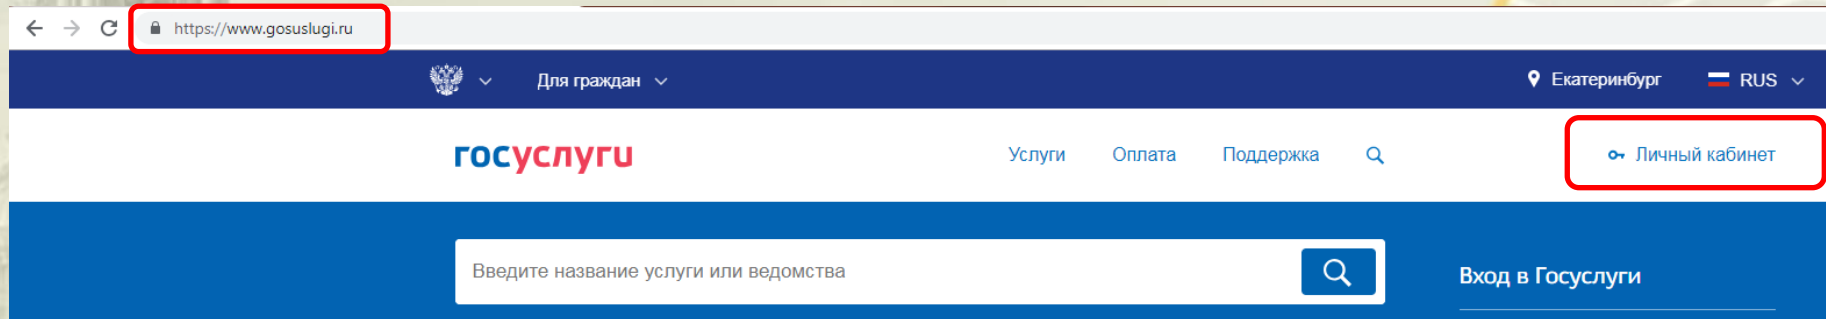 https://www.gosuslugi.ru
Для граждан
Екатеринбург
RUS
госуслуги
Услуги
Оплата
Поддержка
Личный кабинет
Введите название услуги или ведомства
Вход в Госуслуги